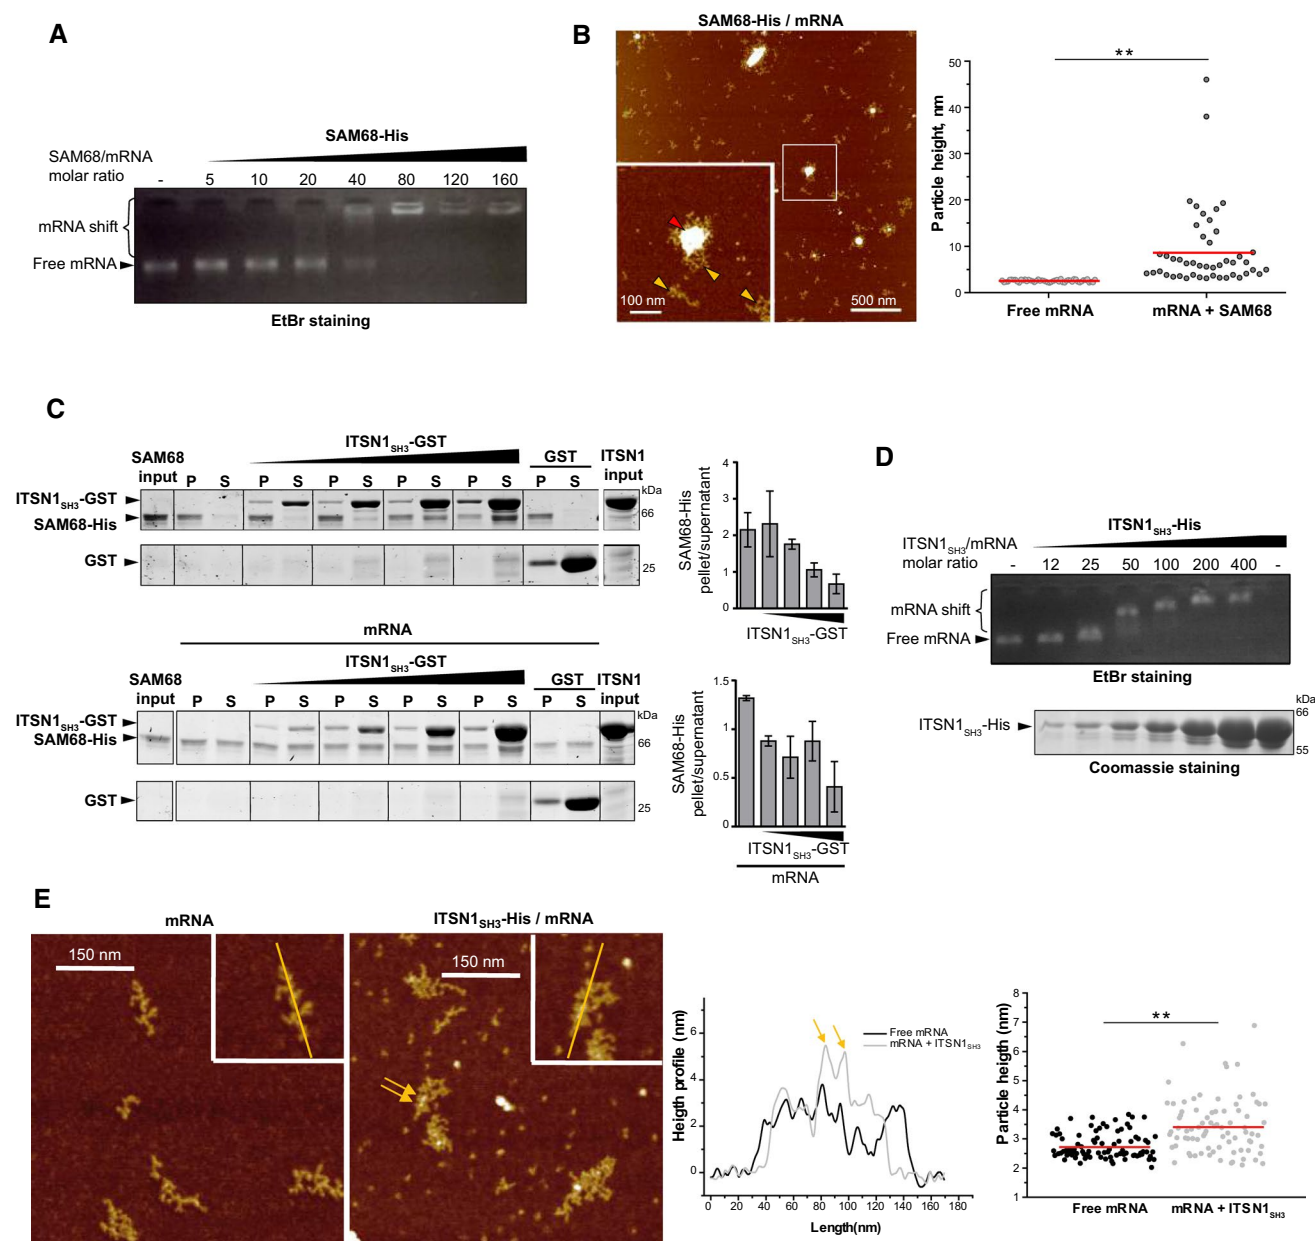 A
SAM68-His
SAM68/mRNA
molar ratio
- 5 10 20 40 80 120 160
mRNA shift
Free mRNA
EtBr staining
B
SAM68-His / mRNA
100 nm
500 nm
**
Particle height, nm
50
40
30
20
10
0
Free mRNA
mRNA + SAM68
C
ITSN1SH3-GST
SAM68 input
P S P S P S P S P S
GST
P S
ITSN1 input
kDa
ITSN1SH3-GST
SAM68-His
66
GST
25
SAM68-His
pellet/supernatant
4
3
2
1
0
ITSN1SH3-GST
mRNA
ITSN1SH3-GST
SAM68 input
P S P S P S P S P S
GST
P S
ITSN1 input
kDa
ITSN1SH3-GST
SAM68-His
66
GST
25
SAM68-His
pellet/supernatant
1.5
1
0.5
0
ITSN1SH3-GST
mRNA
D
ITSN1SH3-His
ITSN1SH3/mRNA
molar ratio
- 12 25 50 100 200 400 -
mRNA shift
Free mRNA
EtBr staining
kDa
66
ITSN1SH3-His
55
Coomassie staining
E
mRNA
150 nm
ITSN1SH3-His / mRNA
150 nm
Heigth profile (nm)
6
4
2
0
Free mRNA
mRNA + ITSN1SH3
0 20 40 60 80 100 120 140 160 180
Length(nm)
Particle heigth (nm)
8
7
6
5
4
3
2
1
**
Free mRNA
mRNA + ITSN1SH3